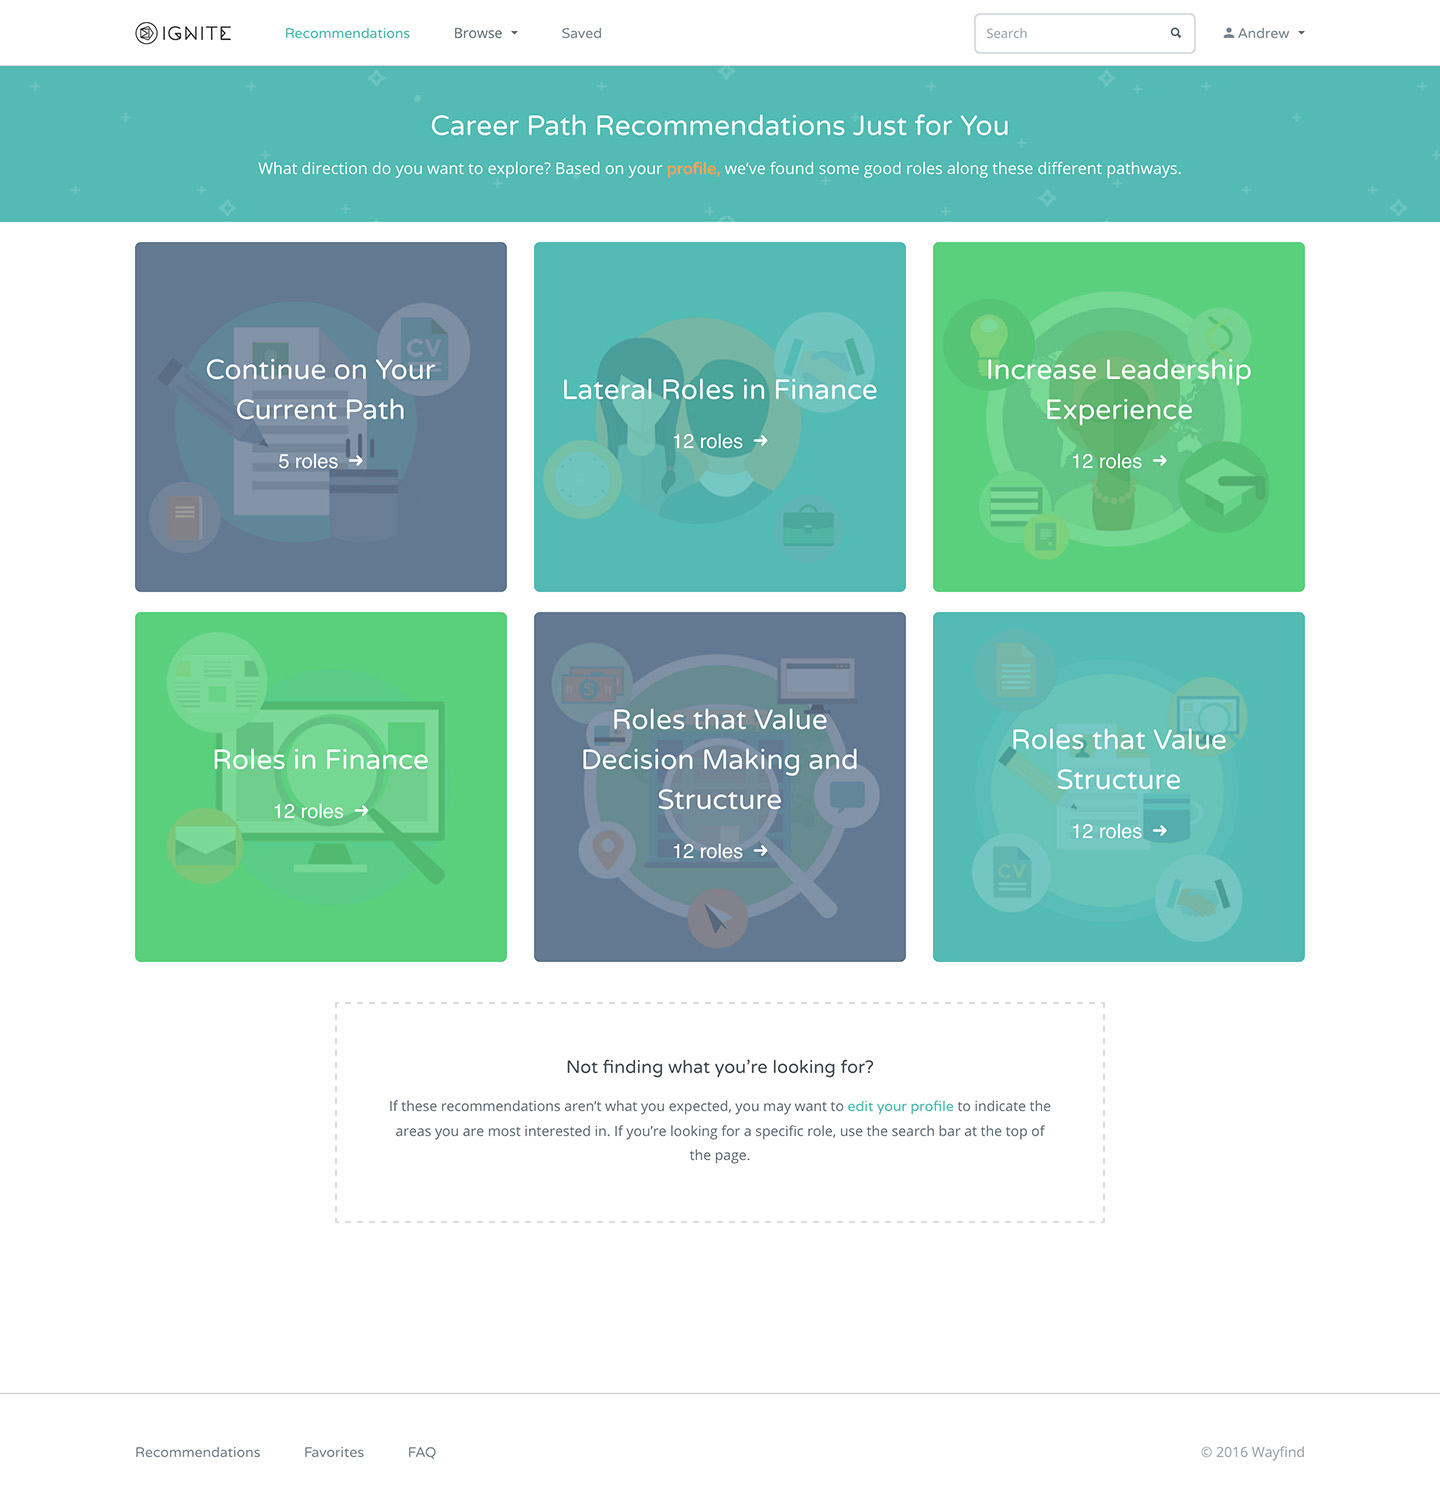 IGNITE
Recommendations
Browse
Saved
Search
Andrew
Career Path Recommendations Just for You
What direction do you want to explore? Based on your profile, we’ve found some good roles along these different pathways.
CV
Continue on Your
Current Path
5 roles
Lateral Roles in Finance
12 roles
Increase Leadership
Experience
12 roles
Roles in Finance
12 roles
$
Roles that Value
Decision Making and
Structure
12 roles
Roles that Value
Structure
12 roles
CV
Not finding what you’re looking for?
If these recommendations aren’t what you expected, you may want to edit your profile to indicate the
areas you are most interested in. If you’re looking for a specific role, use the search bar at the top of
the page.
Recommendations
Favorites
FAQ
© 2016 Wayfind